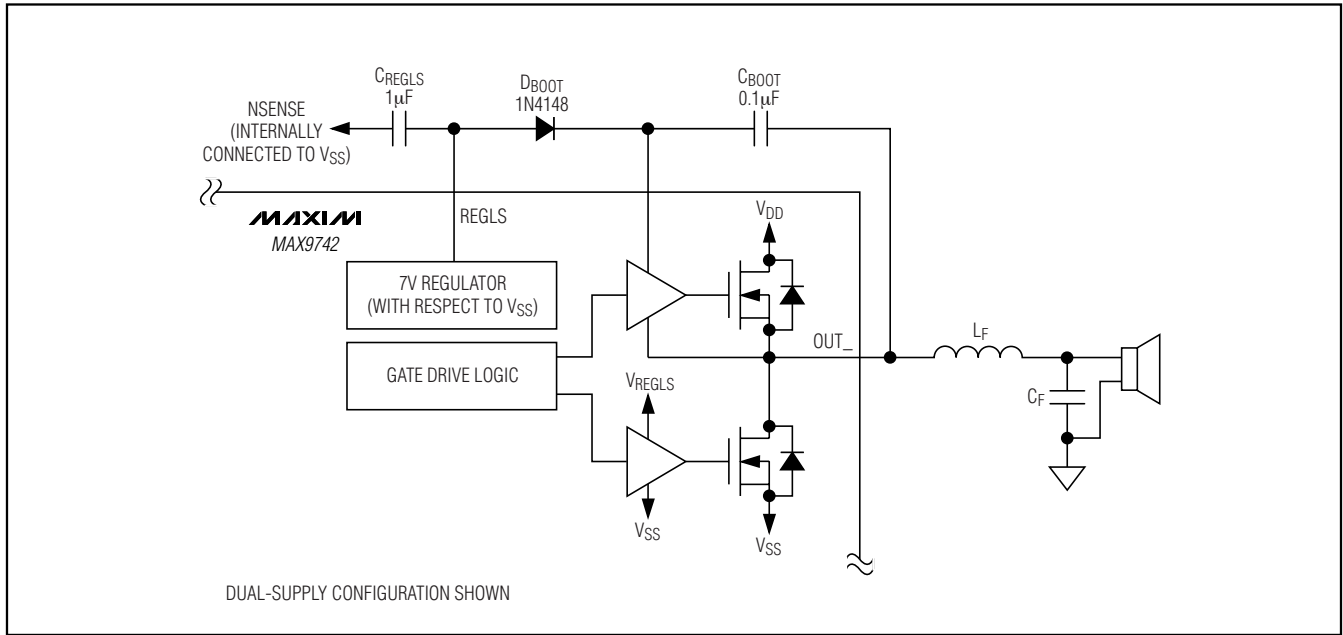 CREGLS
1µF
DBOOT
1N4148
CBOOT
0.1µF
NSENSE
(INTERNALLY
CONNECTED TO VSS)
MAXIM
MAX9742
REGLS
VDD
7V REGULATOR
(WITH RESPECT TO VSS)
OUT_
LF
GATE DRIVE LOGIC
VREGLS
CF
VSS
VSS
DUAL-SUPPLY CONFIGURATION SHOWN